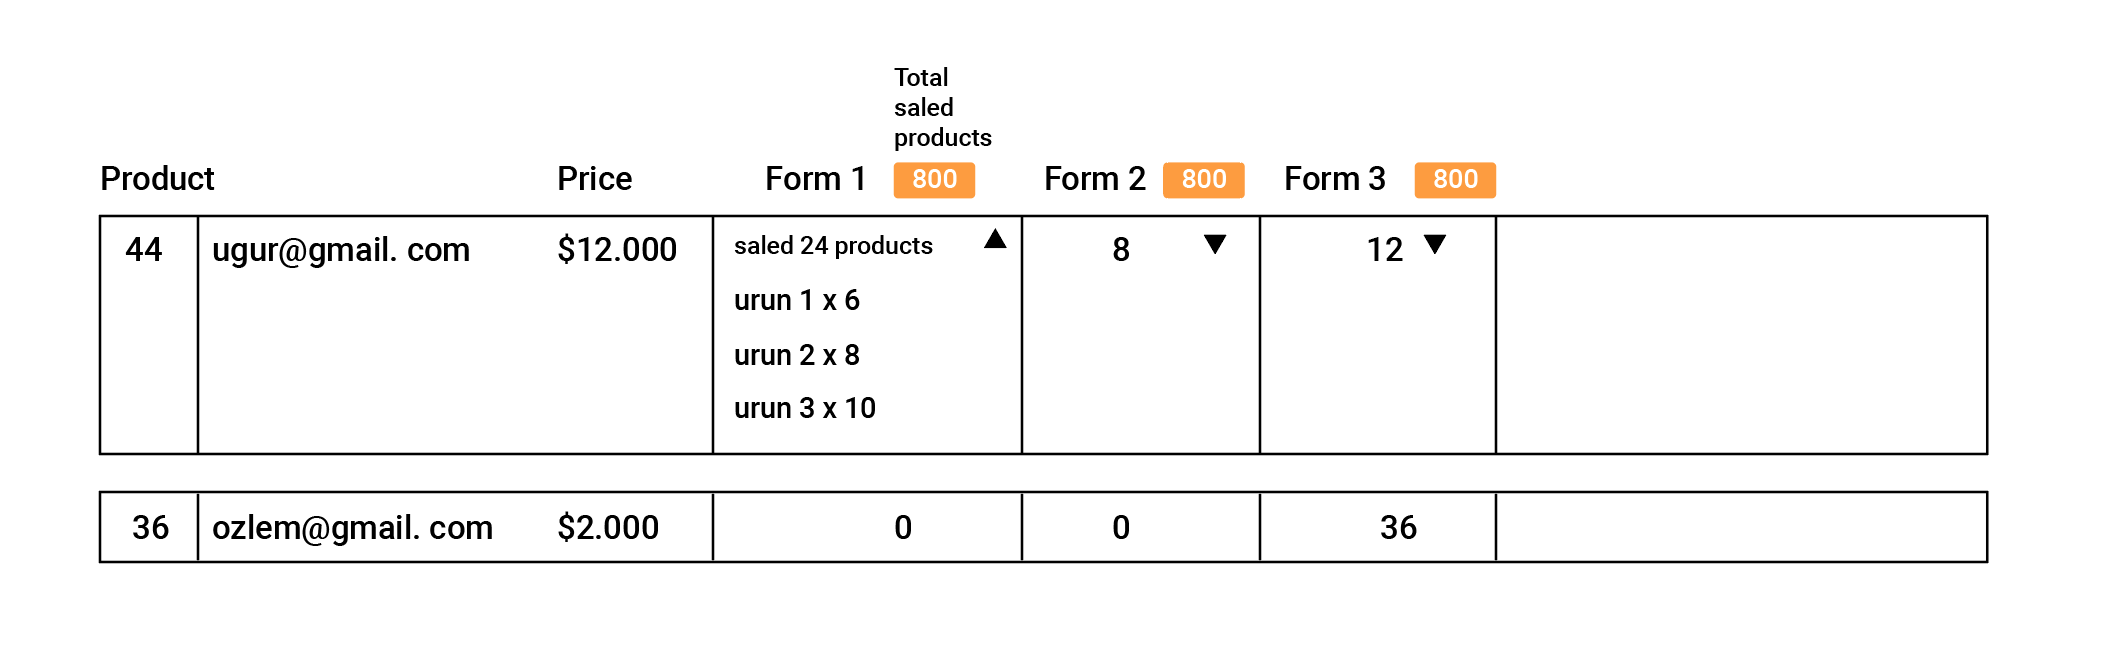 Total
saled
products
Product Price Form 1 800 Form 2 800 Form 3 800
44 ugur@gmail. com $12.000 saled 24 products 8 12
urun 1 x 6
urun 2 x 8
urun 3 x 10
36 ozlem@gmail. com $2.000 0 0 36